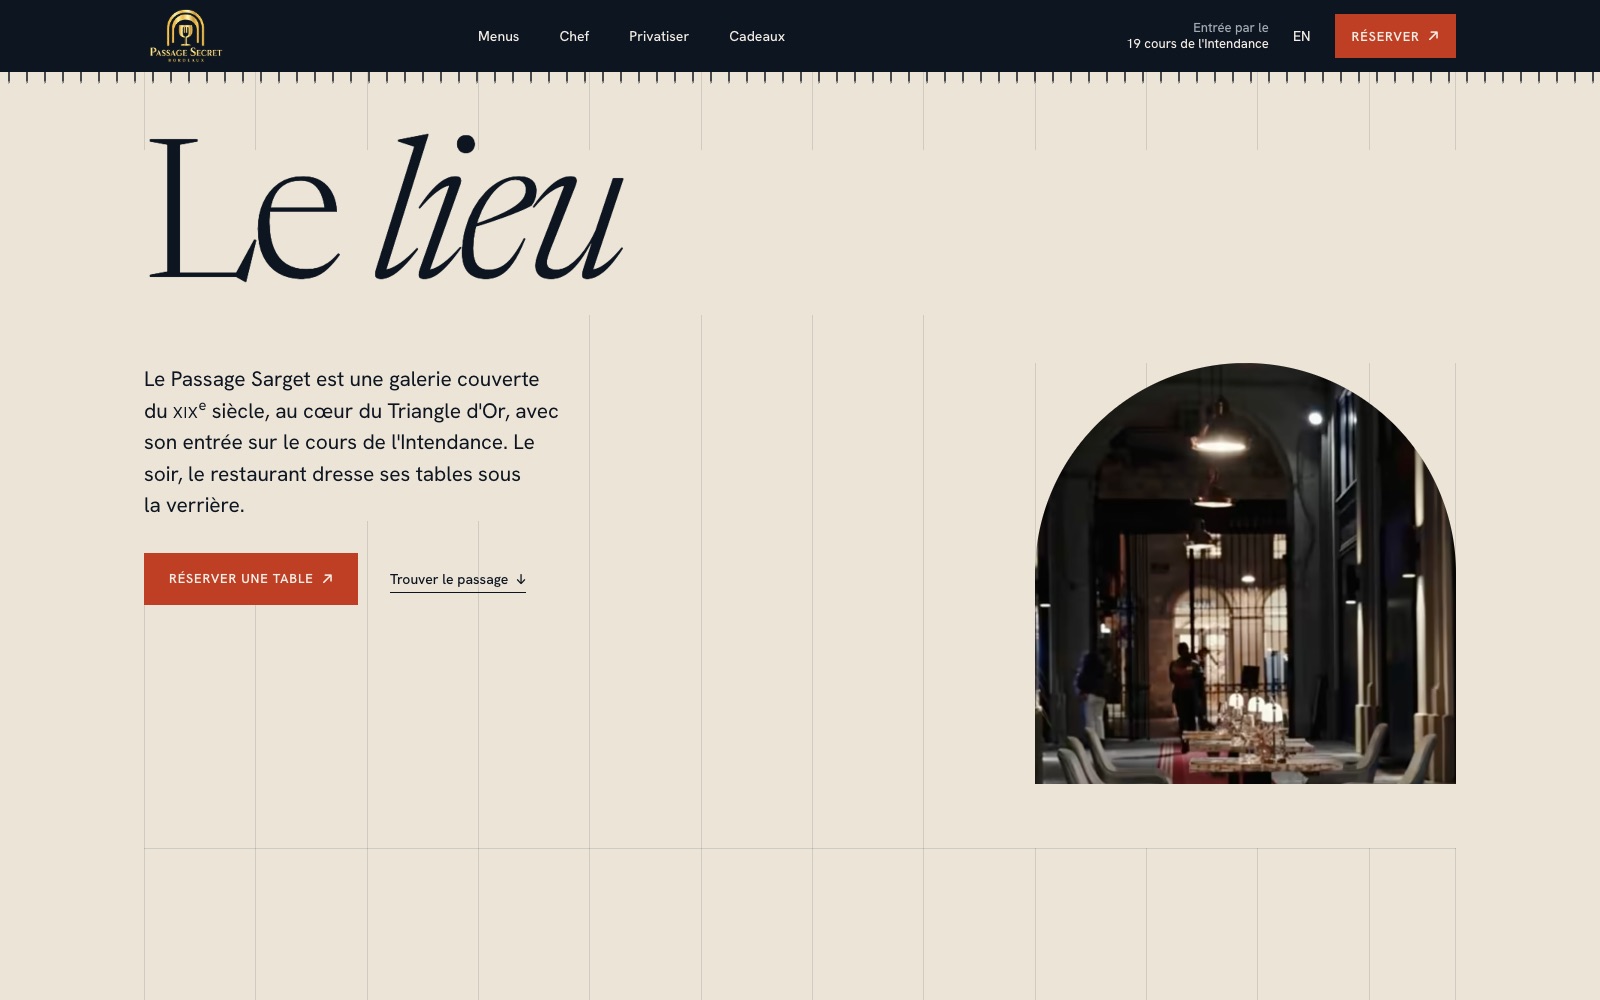 PASSAGE SECRET
BORDEAUX
Menus
Chef
Privatiser
Cadeaux
Entrée par le
19 cours de l'Intendance
EN
RÉSERVER
Le lieu
Le Passage Sarget est une galerie couverte
du XIXe siècle, au cœur du Triangle d'Or, avec
son entrée sur le cours de l'Intendance. Le
soir, le restaurant dresse ses tables sous
la verrière.
RÉSERVER UNE TABLE
Trouver le passage